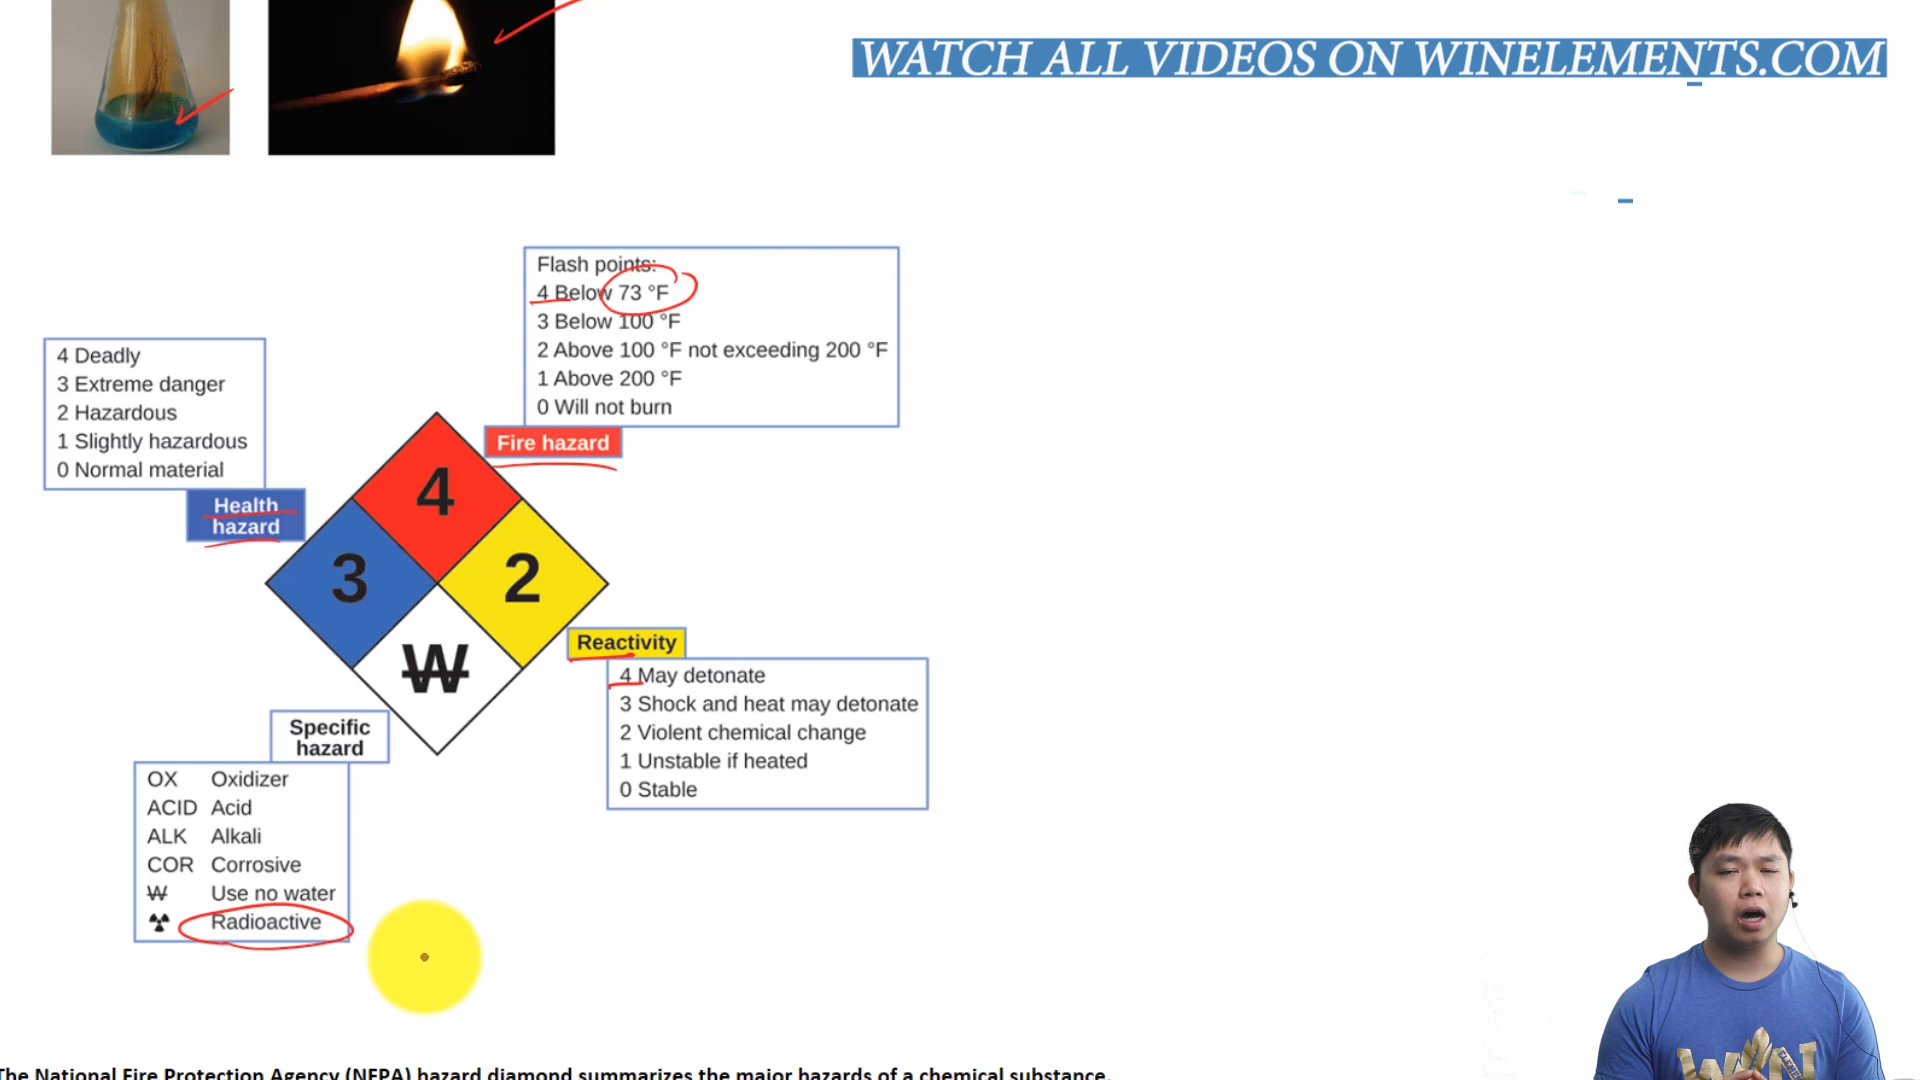 WATCH ALL VIDEOS ON WINELEMENTS.COM
Flash points:
4 Below 73 °F
3 Below 100 °F
2 Above 100 °F not exceeding 200 °F
1 Above 200 °F
0 Will not burn
Fire hazard
4 Deadly
3 Extreme danger
2 Hazardous
1 Slightly hazardous
0 Normal material
Health
hazard
4
3
2
W
Reactivity
4 May detonate
3 Shock and heat may detonate
2 Violent chemical change
1 Unstable if heated
0 Stable
Specific
hazard
OX Oxidizer
ACID Acid
ALK Alkali
COR Corrosive
W Use no water
Radioactive
The National Fire Protection Agency (NFPA) hazard diamond summarizes the major hazards of a chemical substance.